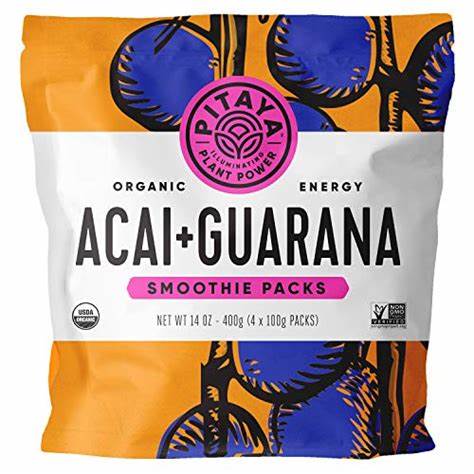 PITAYA
ILLUMINATING
PLANT POWER
ORGANIC ENERGY
ACAI+GUARANA
SMOOTHIE PACKS
NET WT 14 OZ - 400g (4 x 100g PACKS)
USDA
ORGANIC
NON
GMO
VERIFIED